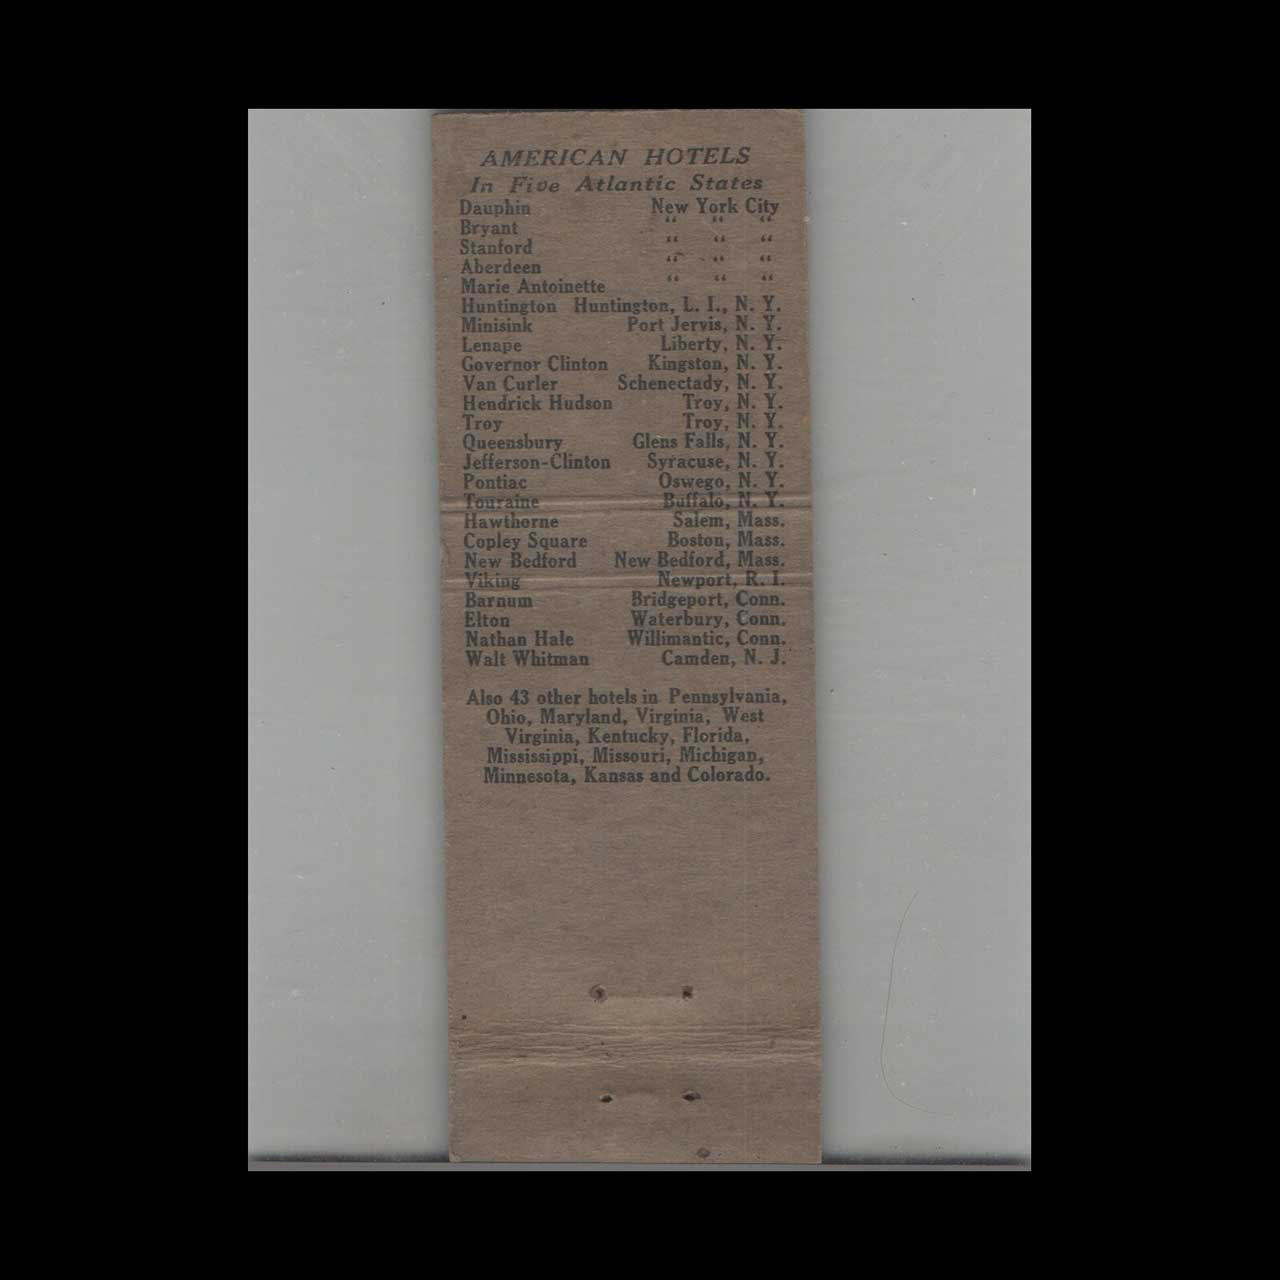 AMERICAN HOTELS
In Five Atlantic States
Dauphin New York City
Bryant “ “ “
Stanford “ “ “
Aberdeen “ “ “
Marie Antoinette “ “ “
Huntington Huntington, L. I., N. Y.
Minisink Port Jervis, N. Y.
Lenape Liberty, N. Y.
Governor Clinton Kingston, N. Y.
Van Curler Schenectady, N. Y.
Hendrick Hudson Troy, N. Y.
Troy Troy, N. Y.
Queensbury Glens Falls, N. Y.
Jefferson-Clinton Syracuse, N. Y.
Pontiac Oswego, N. Y.
Touraine Buffalo, N. Y.
Hawthorne Salem, Mass.
Copley Square Boston, Mass.
New Bedford New Bedford, Mass.
Viking Newport, R. I.
Barnum Bridgeport, Conn.
Elton Waterbury, Conn.
Nathan Hale Willimantic, Conn.
Walt Whitman Camden, N. J.
Also 43 other hotels in Pennsylvania,
Ohio, Maryland, Virginia, West
Virginia, Kentucky, Florida,
Mississippi, Missouri, Michigan,
Minnesota, Kansas and Colorado.